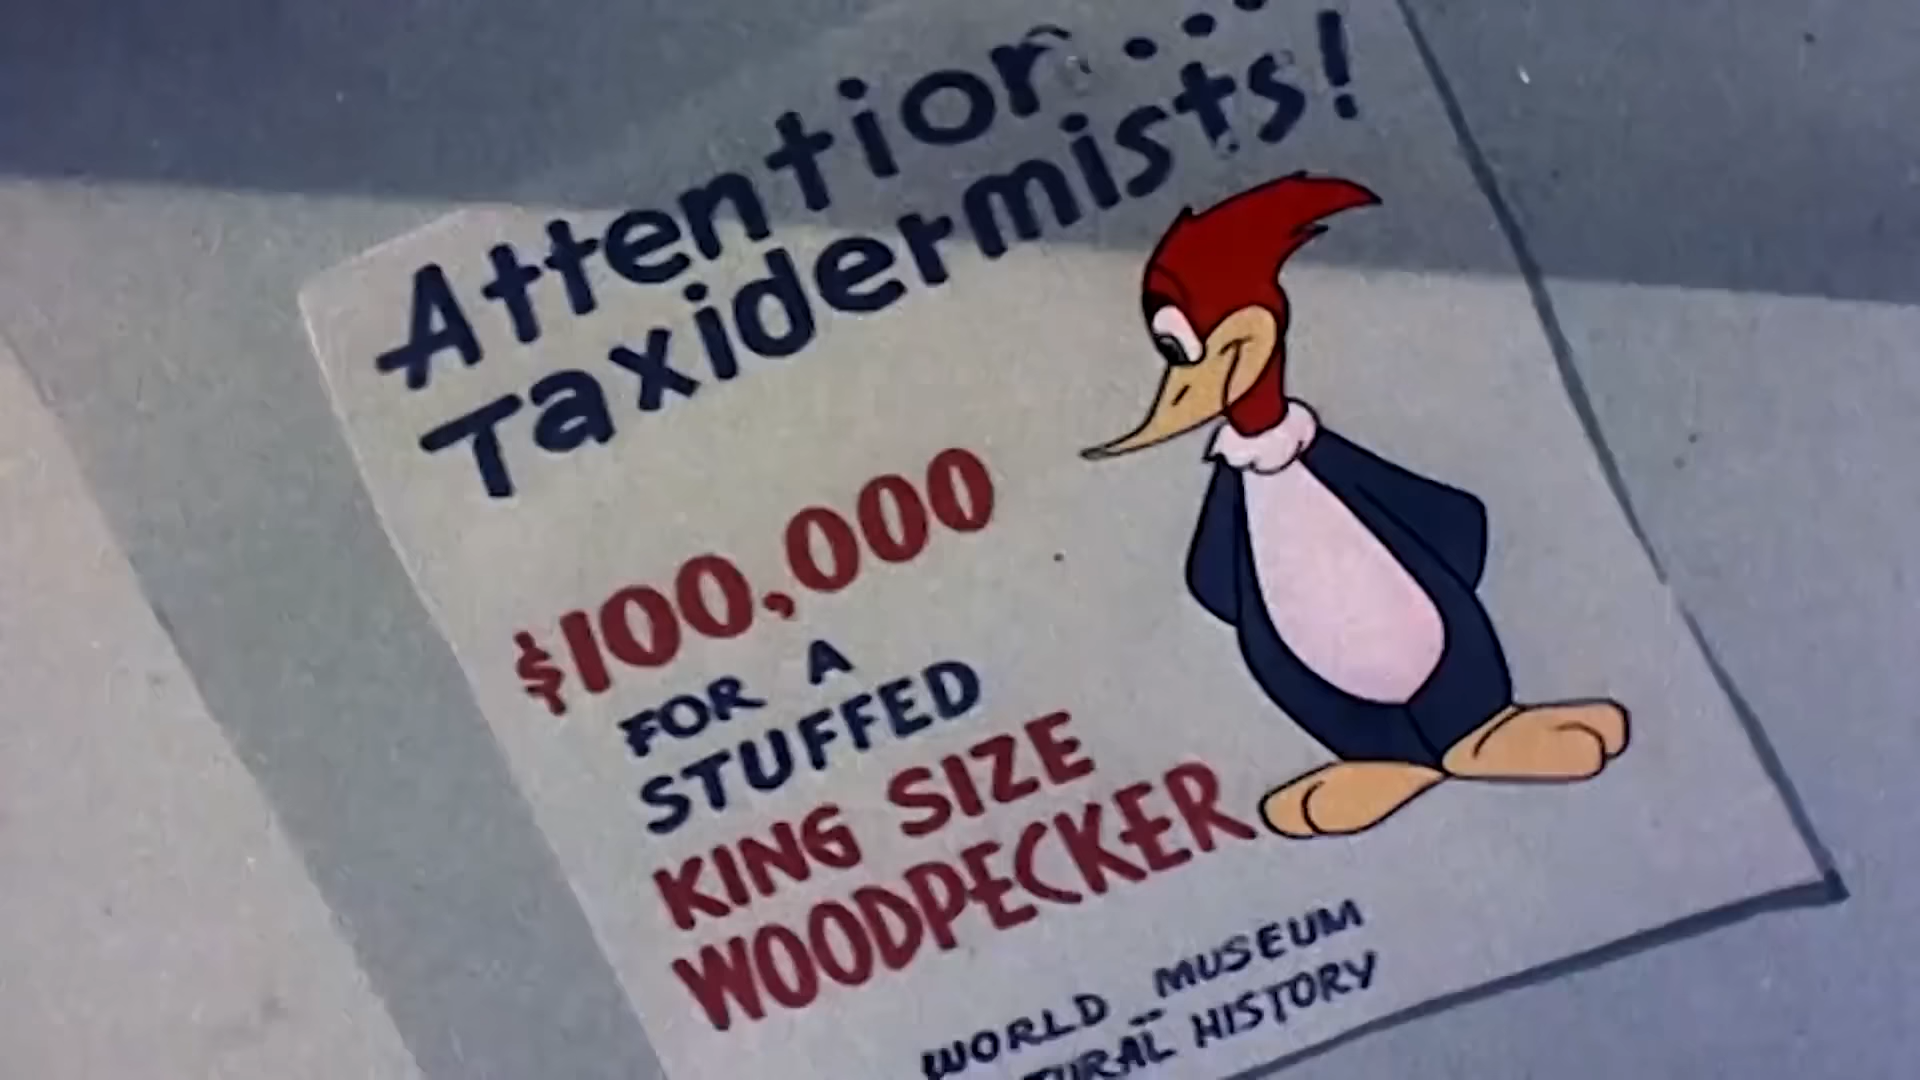 Attention...
Taxidermists!
$100,000
FOR A
STUFFED
KING SIZE
WOODPECKER
WORLD MUSEUM
HISTORY